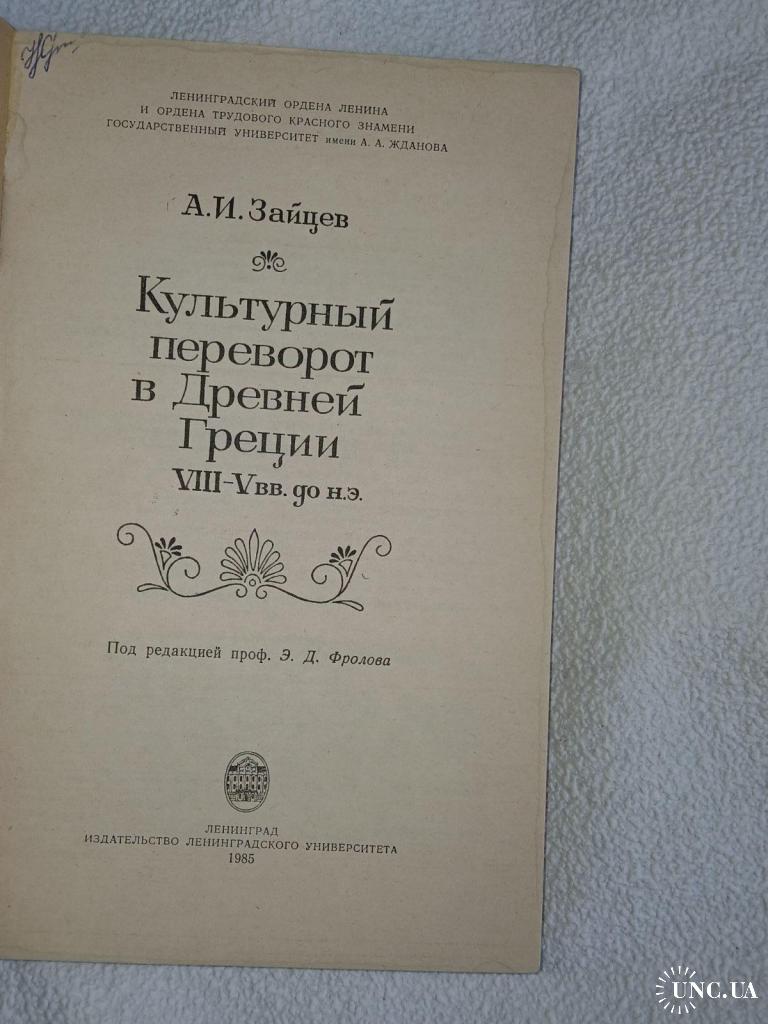 ЛЕНИНГРАДСКИЙ ОРДЕНА ЛЕНИНА
И ОРДЕНА ТРУДОВОГО КРАСНОГО ЗНАМЕНИ
ГОСУДАРСТВЕННЫЙ УНИВЕРСИТЕТ имени А. А. ЖДАНОВА
А.И. Зайцев
Культурный
переворот
в Древней
Греции
VIII–V вв. до н.э.
Под редакцией проф. Э. Д. Фролова
ЛЕНИНГРАД
ИЗДАТЕЛЬСТВО ЛЕНИНГРАДСКОГО УНИВЕРСИТЕТА
1985
UNC.UA